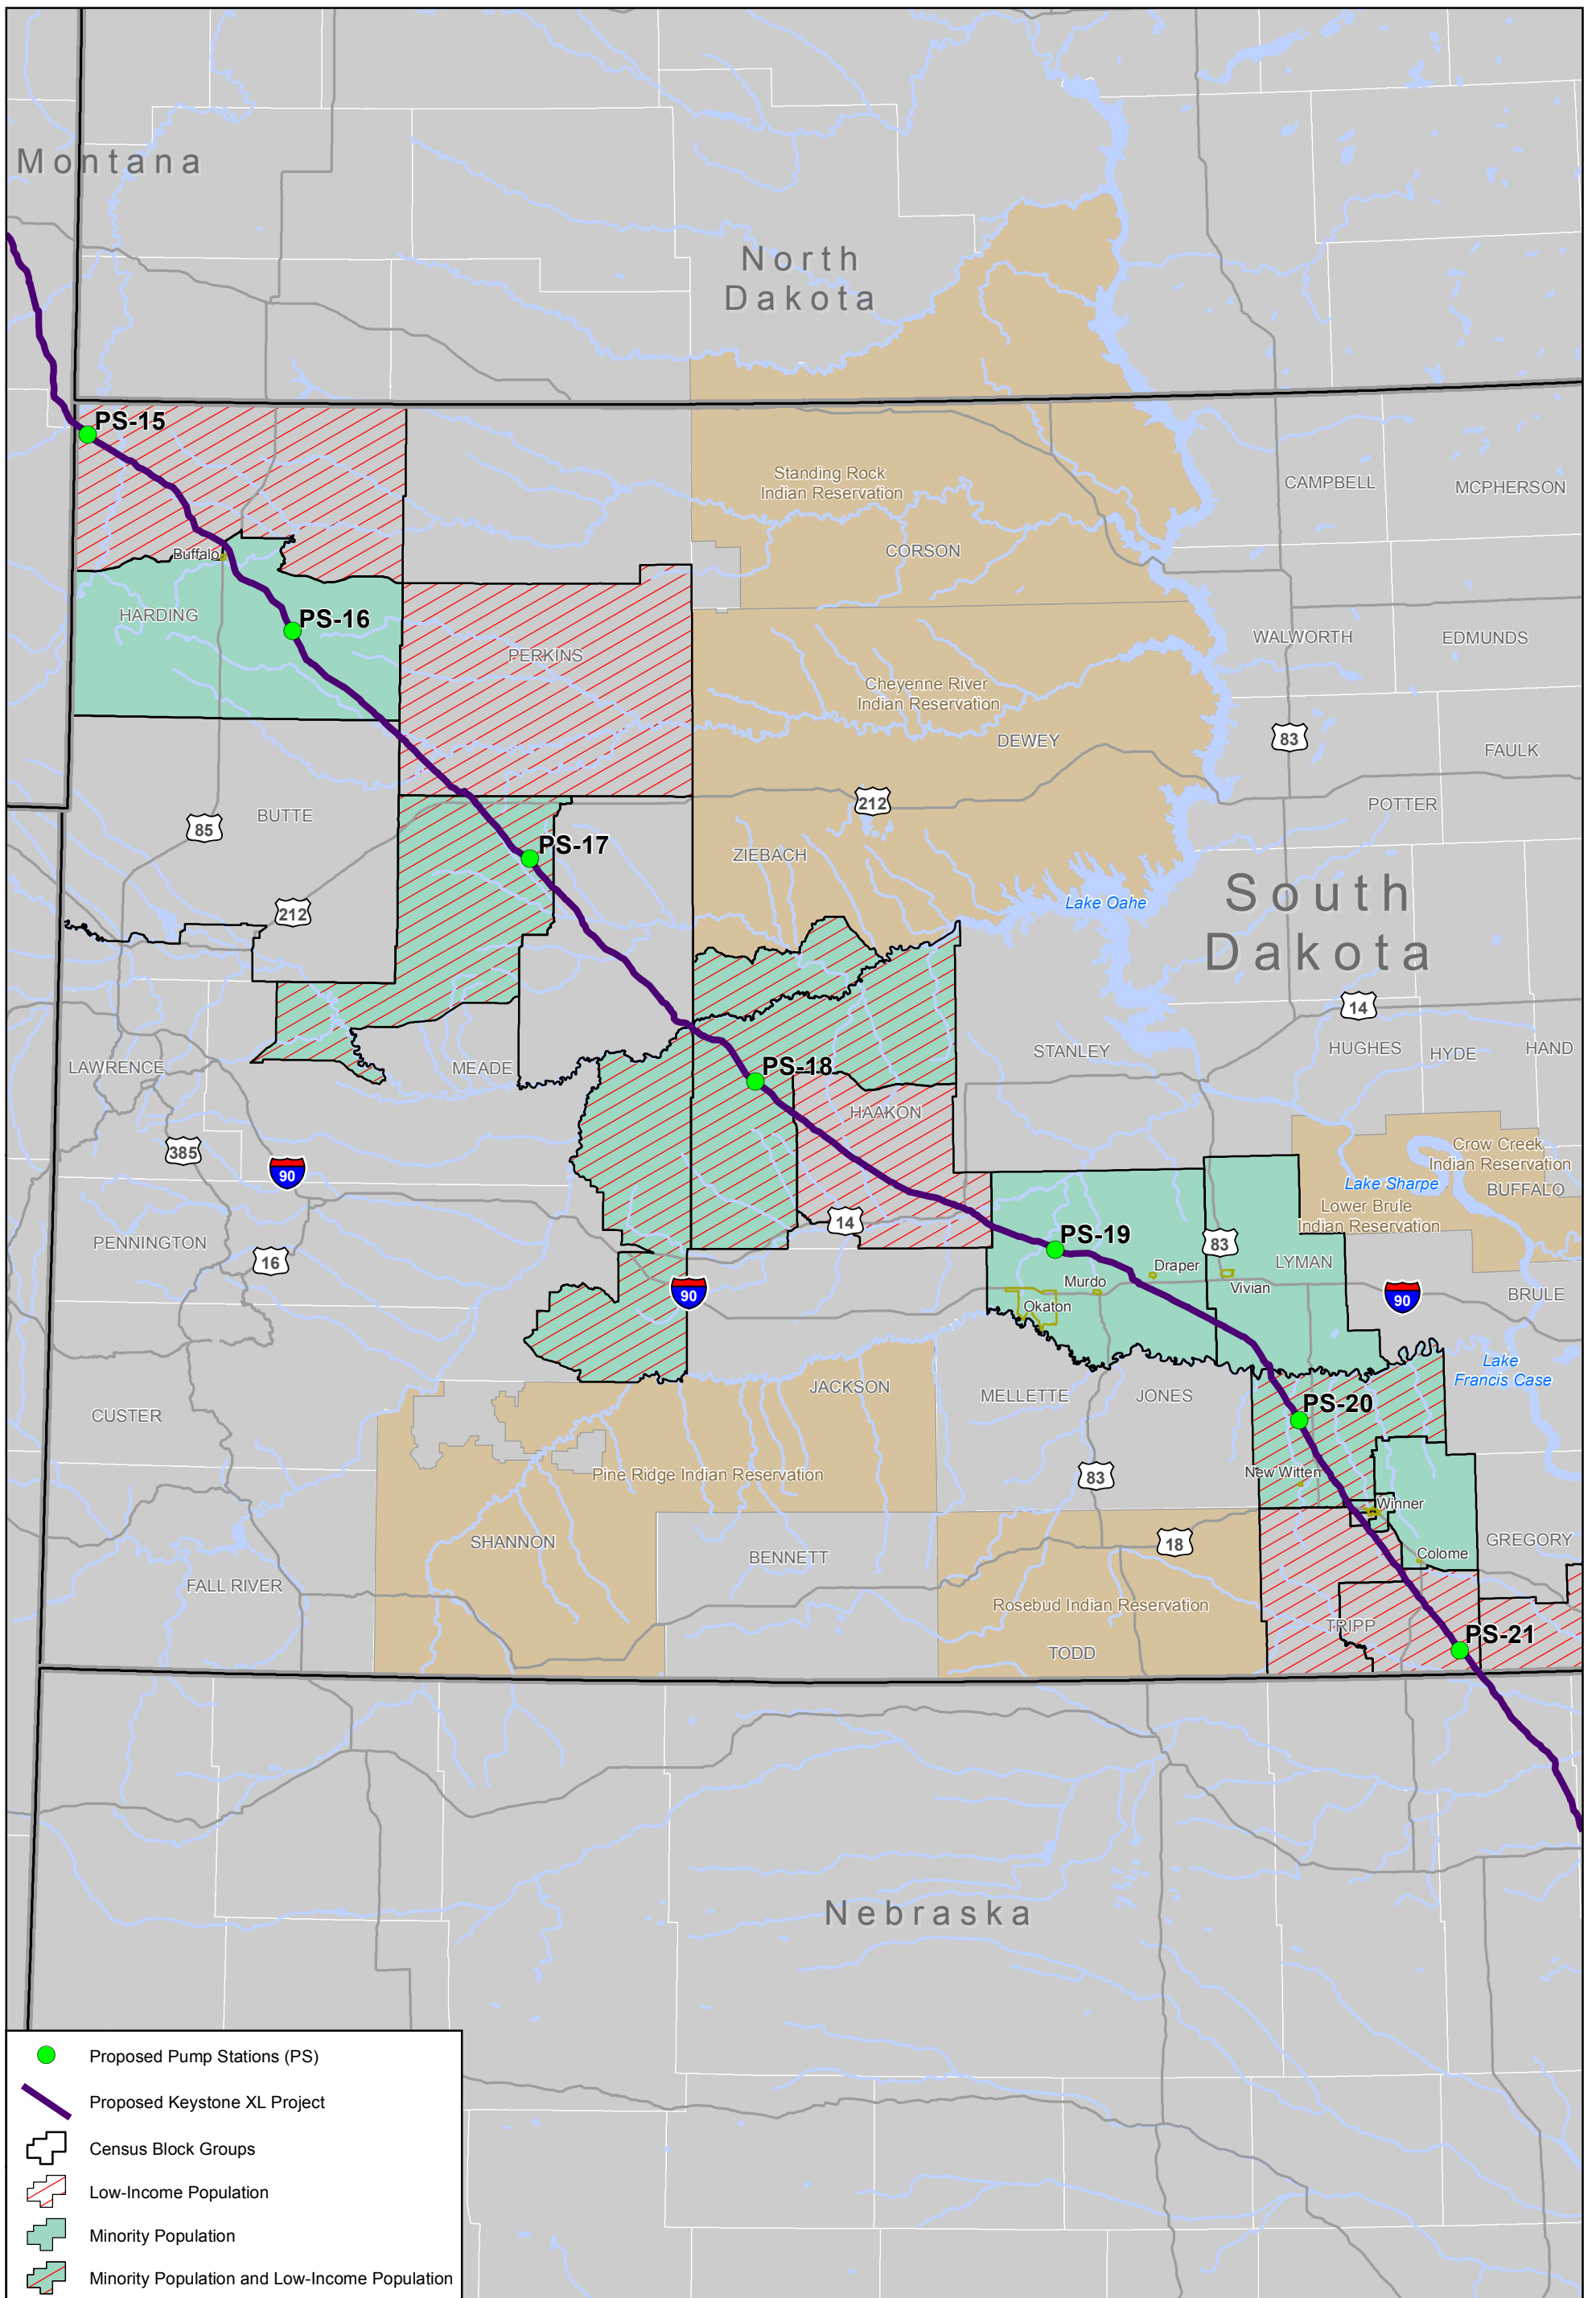 Montana
North
Dakota
PS-15
Standing Rock
Indian Reservation
CAMPBELL
MCPHERSON
Buffalo
CORSON
HARDING
PS-16
WALWORTH
EDMUNDS
PERKINS
Cheyenne River
Indian Reservation
DEWEY
83
FAULK
212
POTTER
BUTTE
85
PS-17
ZIEBACH
South
Dakota
Lake Oahe
212
14
STANLEY
HUGHES
HYDE
HAND
LAWRENCE
MEADE
PS-18
HAAKON
385
90
Crow Creek
Indian Reservation
Lake Sharpe
BUFFALO
Lower Brule
Indian Reservation
14
PENNINGTON
16
PS-19
83
LYMAN
Draper
Murdo
Vivian
90
90
BRULE
Okaton
Lake
Francis Case
JACKSON
MELLETTE
JONES
PS-20
CUSTER
New Witten
Pine Ridge Indian Reservation
83
Winner
SHANNON
18
GREGORY
BENNETT
Colome
FALL RIVER
Rosebud Indian Reservation
TRIPP
PS-21
TODD
Nebraska
Proposed Pump Stations (PS)
Proposed Keystone XL Project
Census Block Groups
Low-Income Population
Minority Population
Minority Population and Low-Income Population